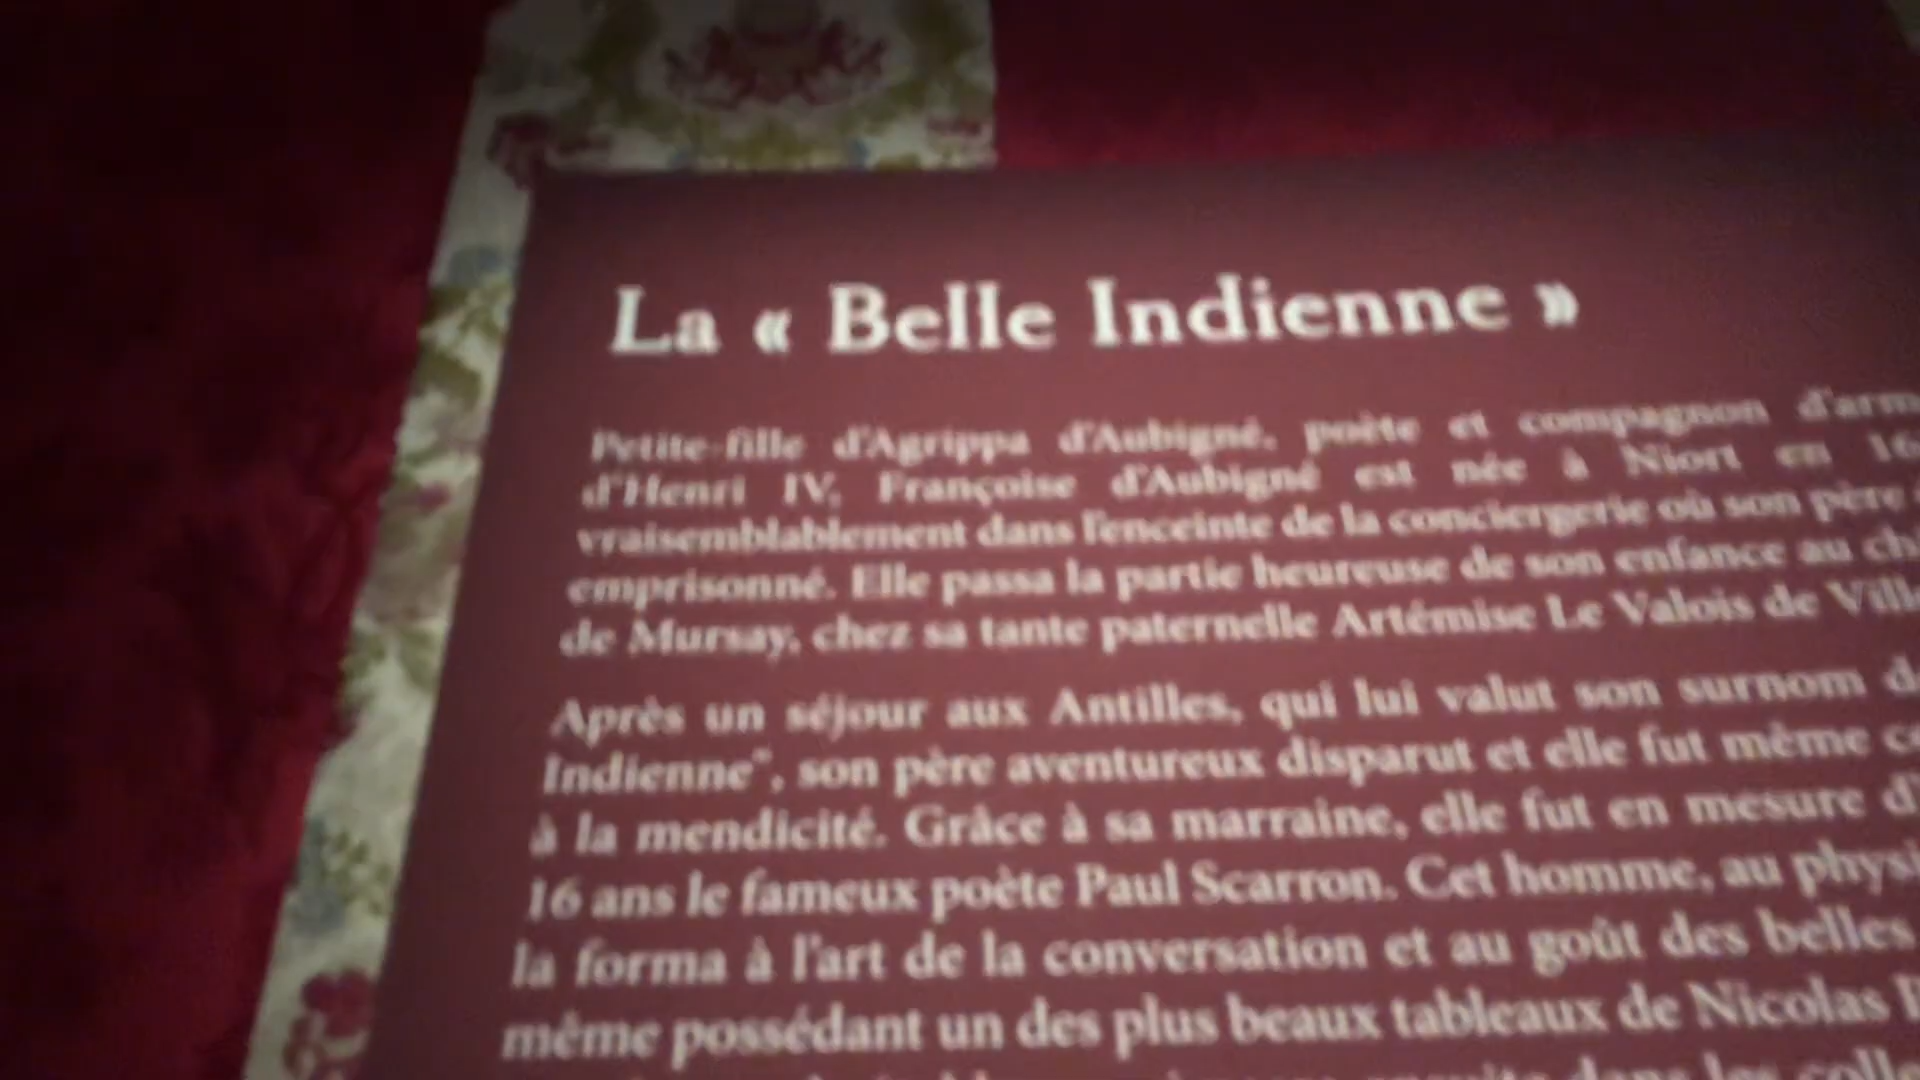 La « Belle Indienne »
Petite-fille d'Agrippa d'Aubigné, poète et compagnon
d'Henri IV, Françoise d'Aubigné est née à Niort en
vraisemblablement dans l'enceinte de la conciergerie où son père
emprisonné. Elle passa la partie heureuse de son enfance au
de Mursay, chez sa tante paternelle Artémise Le Valois de
Après un séjour aux Antilles, qui lui valut son surnom
Indienne", son père aventureux disparut et elle fut même
à la mendicité. Grâce à sa marraine, elle fut en mesure
16 ans le fameux poète Paul Scarron. Cet homme, au
la forma à l'art de la conversation et au goût des belles
même possédant un des plus beaux tableaux de Nicolas
dans les